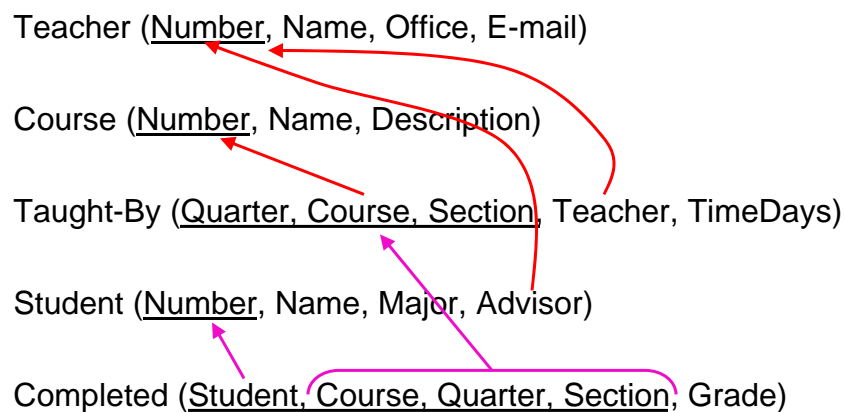 Teacher (Number, Name, Office, E-mail)
Course (Number, Name, Description)
Taught-By (Quarter, Course, Section, Teacher, TimeDays)
Student (Number, Name, Major, Advisor)
Completed (Student, Course, Quarter, Section, Grade)